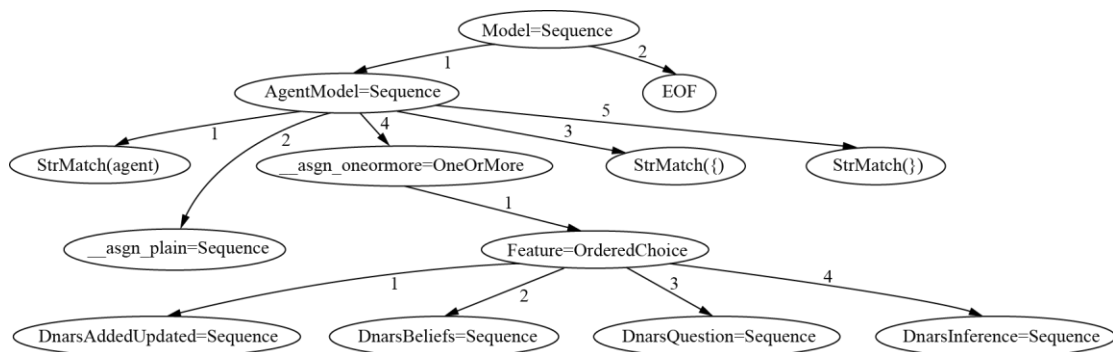 Model=Sequence
1
2
AgentModel=Sequence
EOF
1
2
4
3
5
StrMatch(agent)
__asgn_oneormore=OneOrMore
StrMatch({)
StrMatch(})
1
__asgn_plain=Sequence
Feature=OrderedChoice
1
2
3
4
DnarsAddedUpdated=Sequence
DnarsBeliefs=Sequence
DnarsQuestion=Sequence
DnarsInference=Sequence